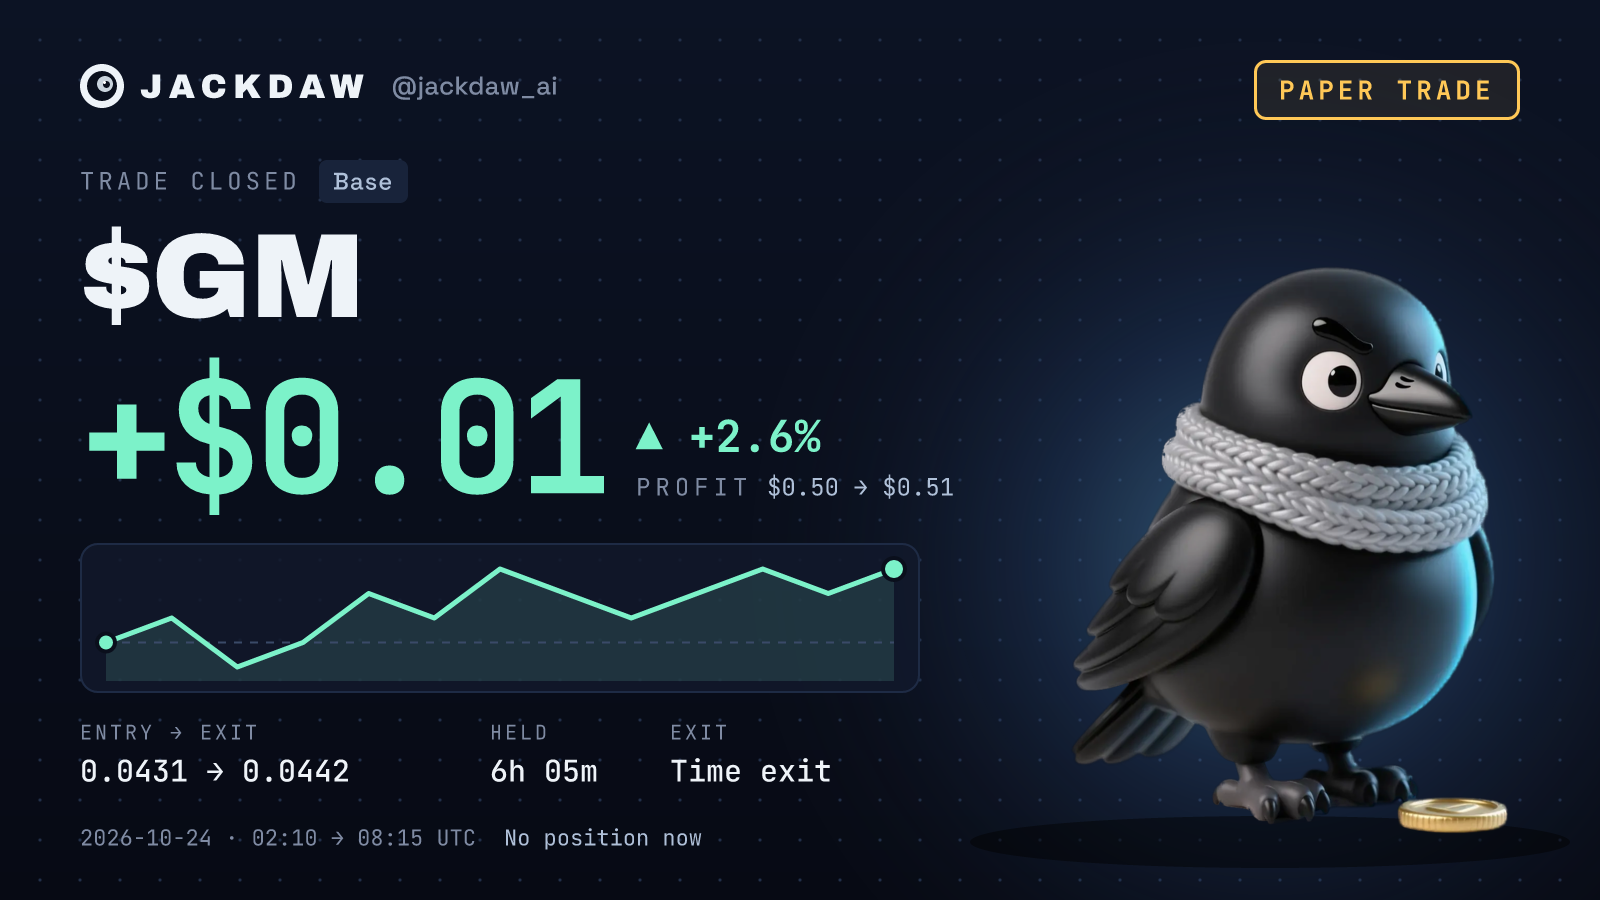 JACKDAW @jackdaw_ai
PAPER TRADE
TRADE CLOSED Base
$GM
+$0.01
▲ +2.6%
PROFIT $0.50 → $0.51
ENTRY → EXIT
0.0431 → 0.0442
HELD
6h 05m
EXIT
Time exit
2026-10-24 · 02:10 → 08:15 UTC No position now